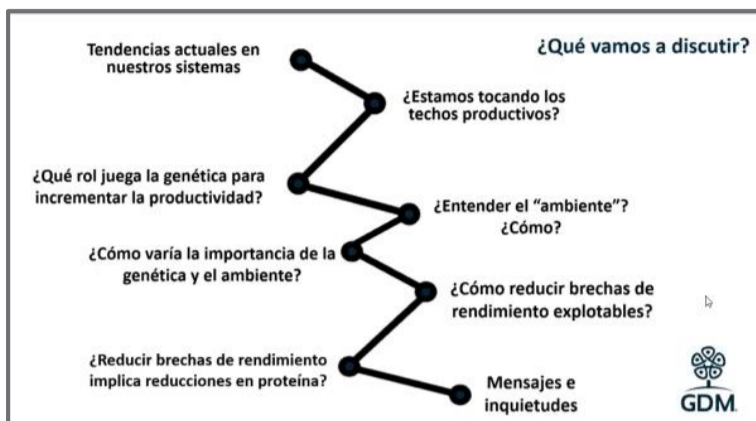 ¿Qué vamos a discutir?
Tendencias actuales en
nuestros sistemas
¿Estamos tocando los
techos productivos?
¿Qué rol juega la genética para
incrementar la productividad?
¿Entender el “ambiente”?
¿Cómo?
¿Cómo varía la importancia de la
genética y el ambiente?
¿Cómo reducir brechas de
rendimiento explotables?
¿Reducir brechas de rendimiento
implica reducciones en proteína?
Mensajes e
inquietudes
GDM